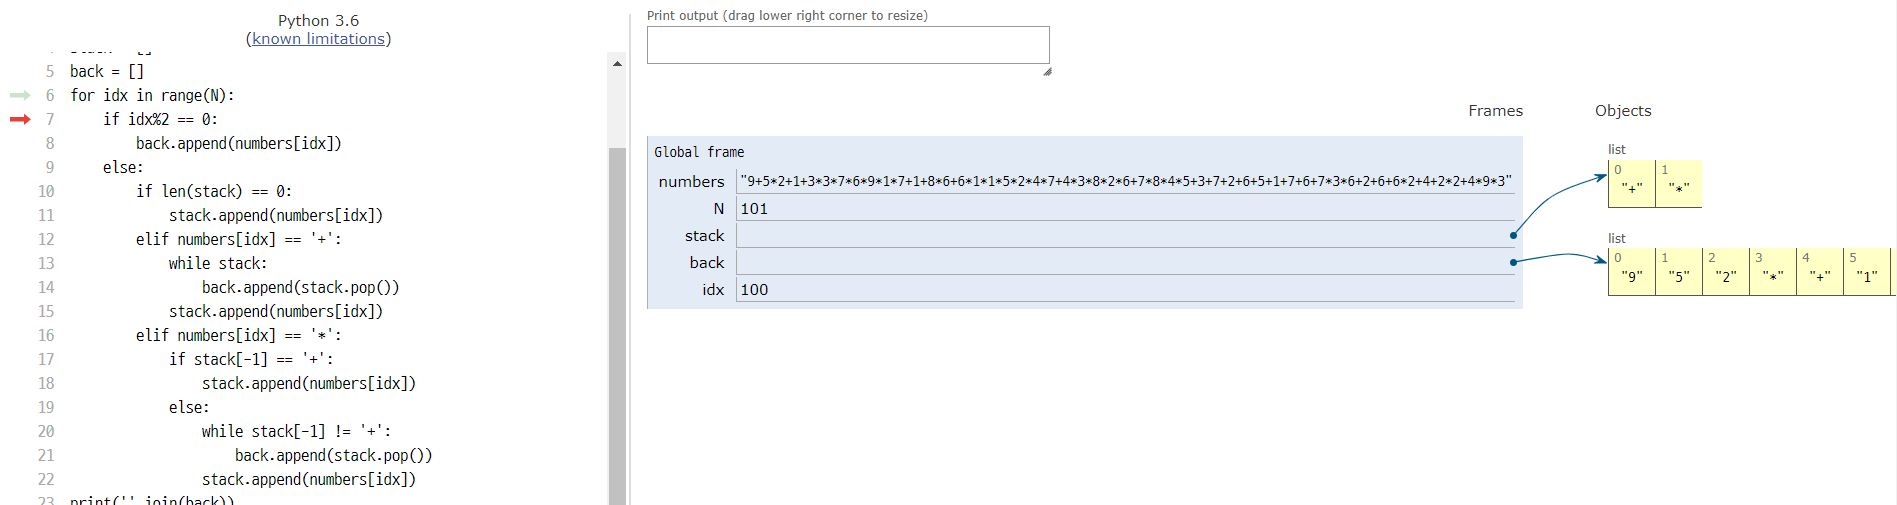 Python 3.6
(known limitations)
5 back = []
6 for idx in range(N):
7 if idx%2 == 0:
8 back.append(numbers[idx])
9 else:
10 if len(stack) == 0:
11 stack.append(numbers[idx])
12 elif numbers[idx] == '+':
13 while stack:
14 back.append(stack.pop())
15 stack.append(numbers[idx])
16 elif numbers[idx] == '*':
17 if stack[-1] == '+':
18 stack.append(numbers[idx])
19 else:
20 while stack[-1] != '+':
21 back.append(stack.pop())
22 stack.append(numbers[idx])
23 print(''.join(back))
Print output (drag lower right corner to resize)
Frames Objects
Global frame
numbers "9+5*2+1+3*3*7*6*9*1*7+1+8*6+6*1*1*5*2*4*7+4*3*8*2*6+7*8*4*5+3+7+2+6+5+1+7+6+7*3*6+2+6+6*2+4+2*2+4*9*3"
N 101
stack
back
idx 100
list
0 1
"+" "*"
list
0 1 2 3 4 5
"9" "5" "2" "*" "+" "1"